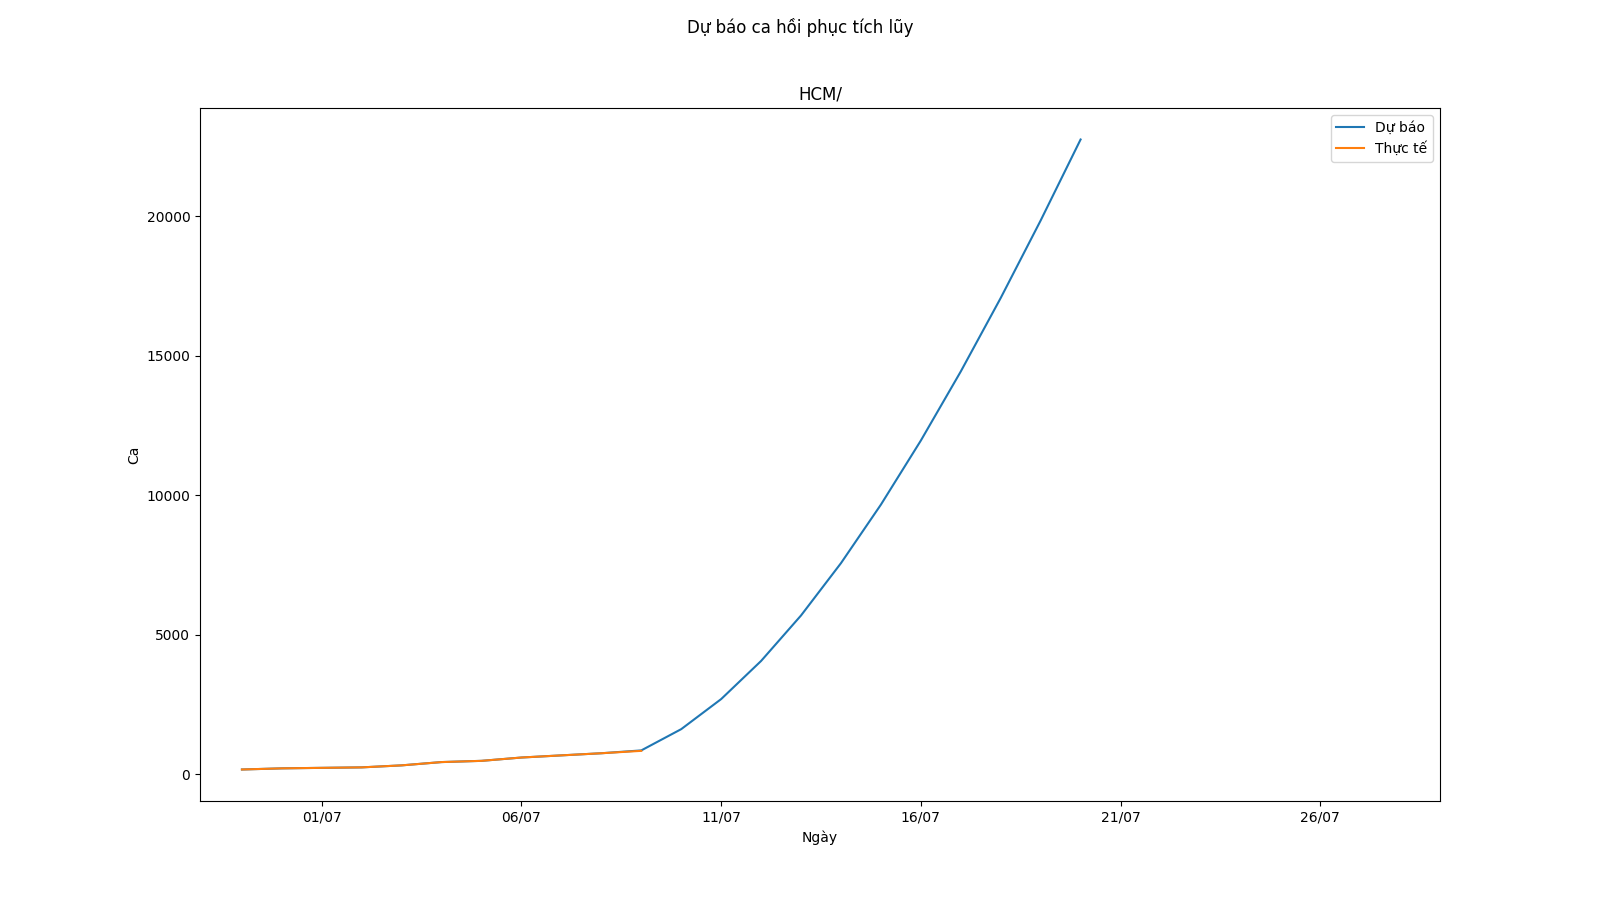 Dự báo ca hồi phục tích lũy
HCM/
Dự báo
Thực tế
20000
15000
10000
5000
0
Ca
01/07
06/07
11/07
16/07
21/07
26/07
Ngày